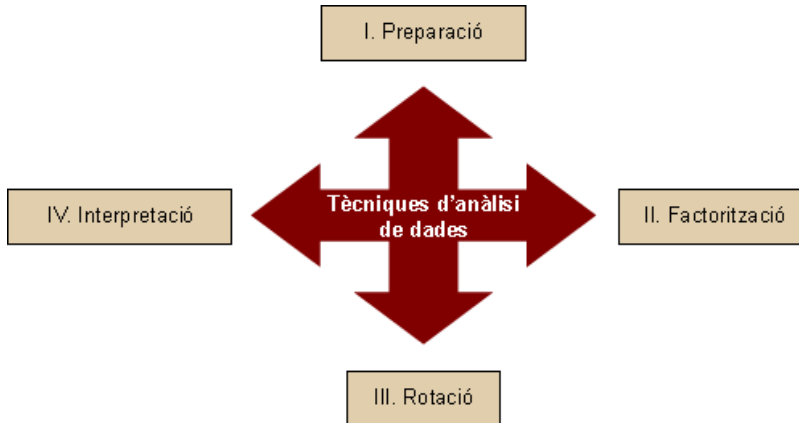 I. Preparació
IV. Interpretació
Tècniques d'anàlisi
de dades
II. Factorització
III. Rotació